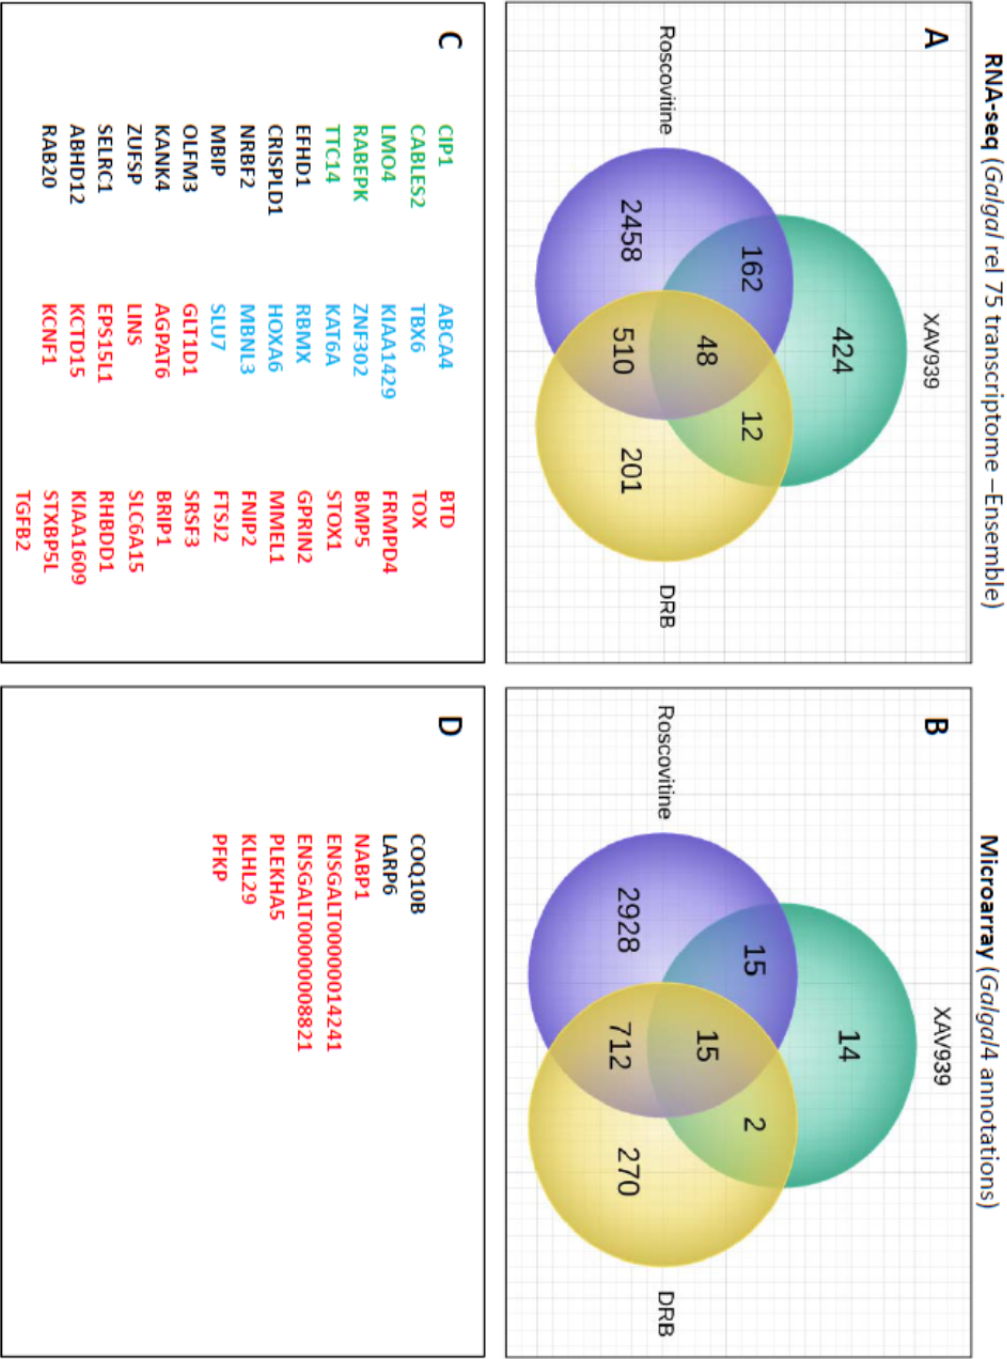 RNA-seq (Galgal rel 75 transcriptome –Ensemble)
A
XAV939
424
162
12
48
Roscovitine
2458
510
201
DRB
Microarray (Galgal4 annotations)
B
XAV939
14
15
2
15
Roscovitine
2928
712
270
DRB
C
CIP1
CABLES2
LMO4
RABEPK
TTC14
EFHD1
CRISPLD1
NRBF2
MBIP
OLFM3
KANK4
ZUFSP
SELRC1
ABHD12
RAB20
ABCA4
TBX6
KIAA1429
ZNF302
KAT6A
RBMX
HOXA6
MBNL3
SLU7
GLT1D1
AGPAT6
LINS
EPS15L1
KCTD15
KCNF1
BTD
TOX
FRMPD4
BMP5
STOX1
GPRIN2
MMEL1
FNIP2
FTSJ2
SRSF3
BRIP1
SLC6A15
RHBDD1
KIAA1609
STXBP5L
TGFB2
D
COQ10B
LARP6
NABP1
ENSGALT00000014241
ENSGALT00000008821
PLEKHA5
KLHL29
PFKP